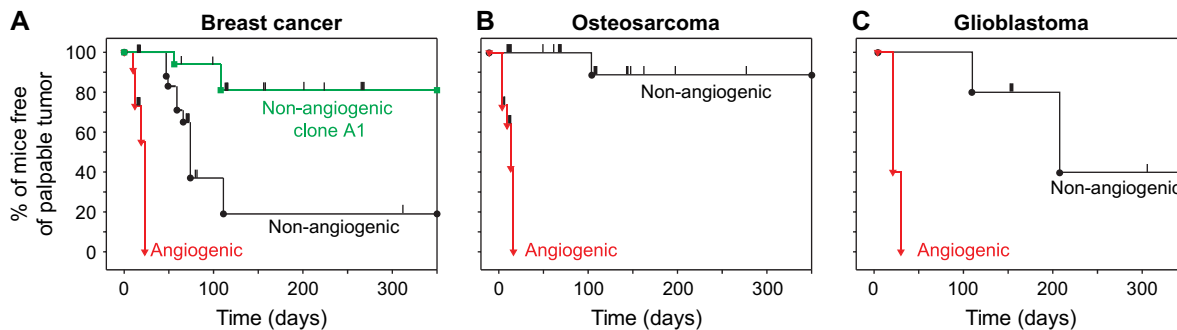 A
Breast cancer
B
Osteosarcoma
C
Glioblastoma
% of mice free
of palpable tumor
100
80
60
40
20
0
Non-angiogenic
clone A1
Non-angiogenic
Angiogenic
0
100
200
300
Time (days)
Non-angiogenic
Angiogenic
0
100
200
300
Time (days)
Non-angiogenic
Angiogenic
0
100
200
300
Time (days)